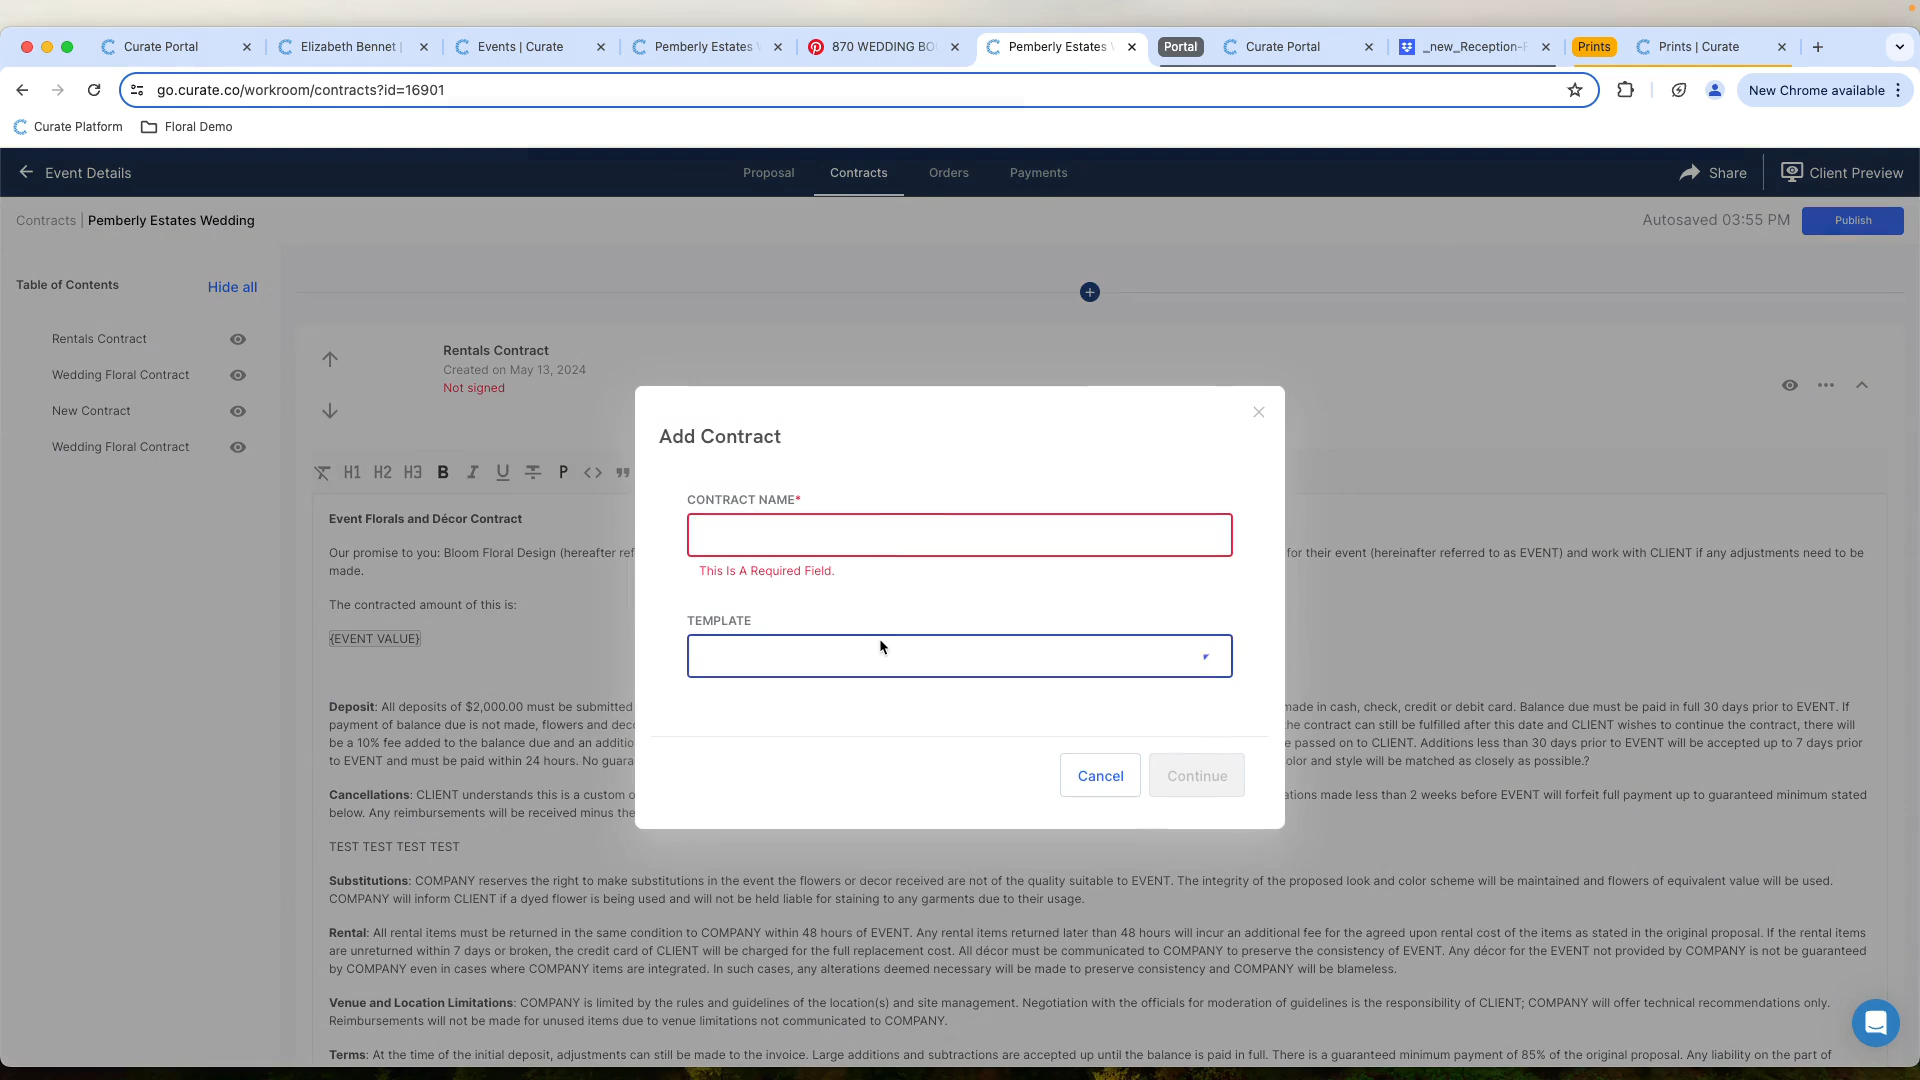 Curate Portal
Elizabeth Bennet
Events | Curate
Pemberly Estates
870 WEDDING BO
Pemberly Estates
Portal
Curate Portal
_new_Reception-
Prints
Prints | Curate
go.curate.co/workroom/contracts?id=16901
New Chrome available
Curate Platform
Floral Demo
Event Details
Proposal
Contracts
Orders
Payments
Share
Client Preview
Contracts | Pemberly Estates Wedding
Autosaved 03:55 PM
Publish
Table of Contents
Hide all
Rentals Contract
Wedding Floral Contract
New Contract
Wedding Floral Contract
Rentals Contract
Created on May 13, 2024
Not signed
H1 H2 H3 B I U P <>
Event Florals and Décor Contract
Our promise to you: Bloom Floral Design (hereafter ref
for their event (hereinafter referred to as EVENT) and work with CLIENT if any adjustments need to be
made.
The contracted amount of this is:
{EVENT VALUE}
Add Contract
CONTRACT NAME*
This Is A Required Field.
TEMPLATE
Cancel
Continue
Deposit: All deposits of $2,000.00 must be submitted
made in cash, check, credit or debit card. Balance due must be paid in full 30 days prior to EVENT. If
payment of balance due is not made, flowers and deco
the contract can still be fulfilled after this date and CLIENT wishes to continue the contract, there will
be a 10% fee added to the balance due and an additio
e passed on to CLIENT. Additions less than 30 days prior to EVENT will be accepted up to 7 days prior
to EVENT and must be paid within 24 hours. No guara
olor and style will be matched as closely as possible.?
Cancellations: CLIENT understands this is a custom o
ations made less than 2 weeks before EVENT will forfeit full payment up to guaranteed minimum stated
below. Any reimbursements will be received minus the
TEST TEST TEST TEST
Substitutions: COMPANY reserves the right to make substitutions in the event the flowers or decor received are not of the quality suitable to EVENT. The integrity of the proposed look and color scheme will be maintained and flowers of equivalent value will be used.
COMPANY will inform CLIENT if a dyed flower is being used and will not be held liable for staining to any garments due to their usage.
Rental: All rental items must be returned in the same condition to COMPANY within 48 hours of EVENT. Any rental items returned later than 48 hours will incur an additional fee for the agreed upon rental cost of the items as stated in the original proposal. If the rental items
are unreturned within 7 days or broken, the credit card of CLIENT will be charged for the full replacement cost. All décor must be communicated to COMPANY to preserve the consistency of EVENT. Any décor for the EVENT not provided by COMPANY is not be guaranteed
by COMPANY even in cases where COMPANY items are integrated. In such cases, any alterations deemed necessary will be made to preserve consistency and COMPANY will be blameless.
Venue and Location Limitations: COMPANY is limited by the rules and guidelines of the location(s) and site management. Negotiation with the officials for moderation of guidelines is the responsibility of CLIENT; COMPANY will offer technical recommendations only.
Reimbursements will not be made for unused items due to venue limitations not communicated to COMPANY.
Terms: At the time of the initial deposit, adjustments can still be made to the invoice. Large additions and subtractions are accepted up until the balance is paid in full. There is a guaranteed minimum payment of 85% of the original proposal. Any liability on the part of